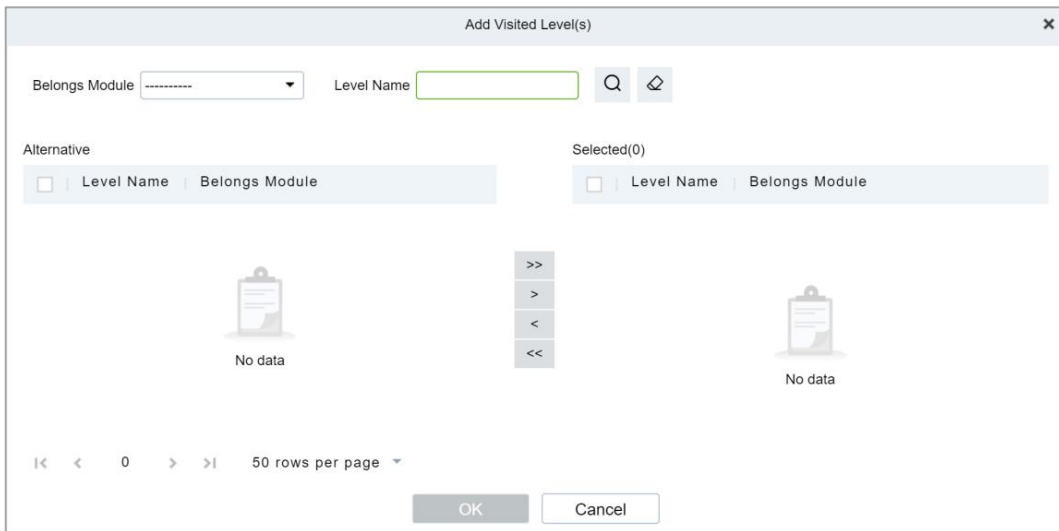 Add Visited Level(s)
Belongs Module ---------- Level Name
Alternative
Selected(0)
Level Name Belongs Module
Level Name Belongs Module
>>
>
<
<<
No data
No data
0 50 rows per page
OK Cancel